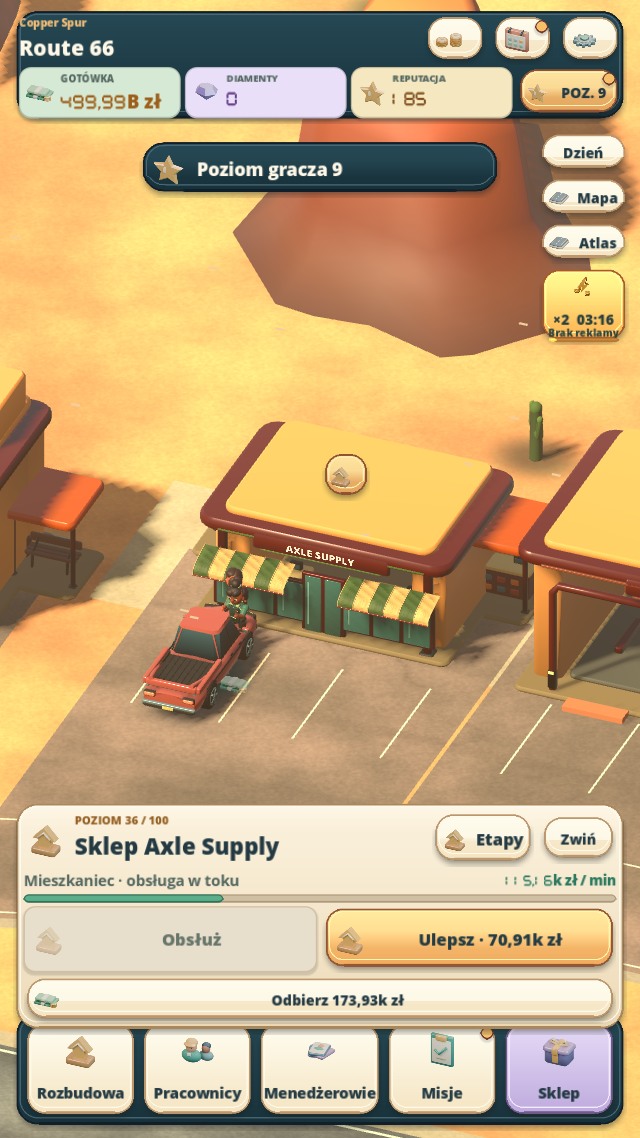 Copper Spur
Route 66
GOTÓWKA
499,99B zł
DIAMENTY
0
REPUTACJA
185
POZ. 9
Poziom gracza 9
Dzień
Mapa
Atlas
×2 03:16
Brak reklamy
AXLE SUPPLY
POZIOM 36 / 100
Sklep Axle Supply
Etapy
Zwiń
Mieszkaniec · obsługa w toku
115,16k zł / min
Obsłuż
Ulepsz · 70,91k zł
Odbierz 173,93k zł
Rozbudowa
Pracownicy
Menedżerowie
Misje
Sklep